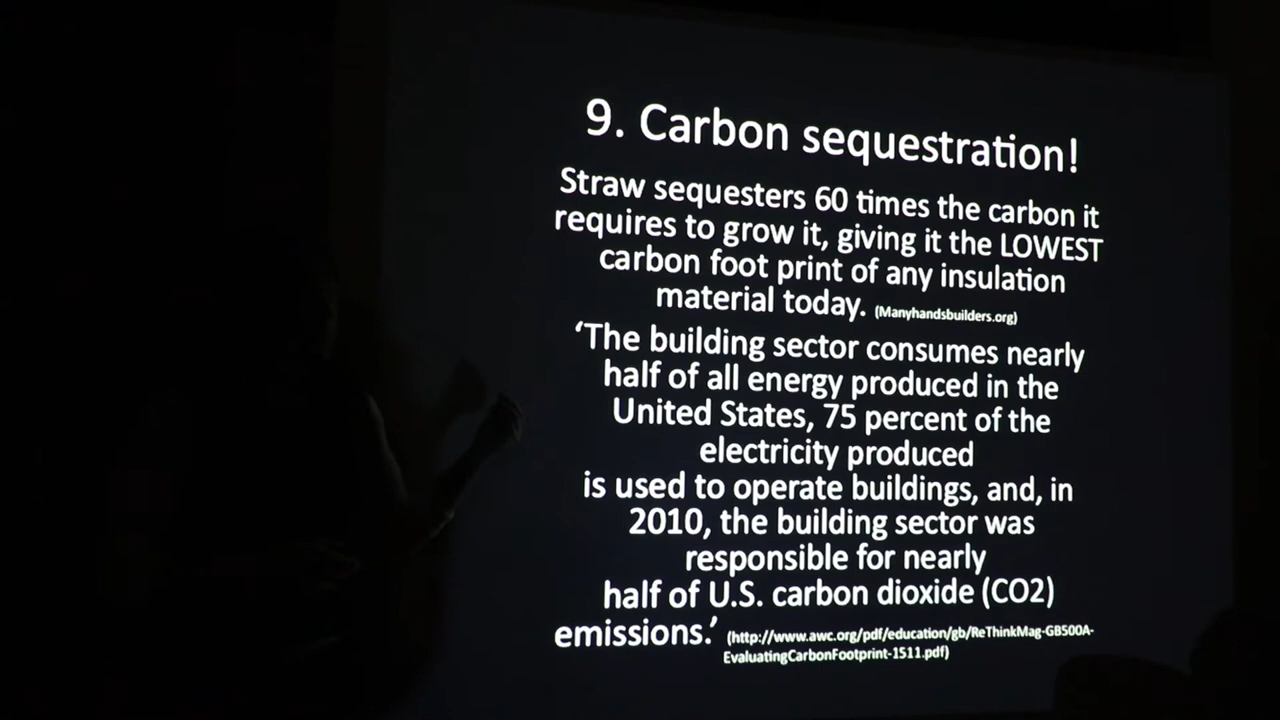 9. Carbon sequestration!
Straw sequesters 60 times the carbon it
requires to grow it, giving it the LOWEST
carbon foot print of any insulation
material today. (Manyhandsbuilders.org)
‘The building sector consumes nearly
half of all energy produced in the
United States, 75 percent of the
electricity produced
is used to operate buildings, and, in
2010, the building sector was
responsible for nearly
half of U.S. carbon dioxide (CO2)
emissions.’ (http://www.awc.org/pdf/education/gb/ReThinkMag-GB500A-
EvaluatingCarbonFootprint-1511.pdf)